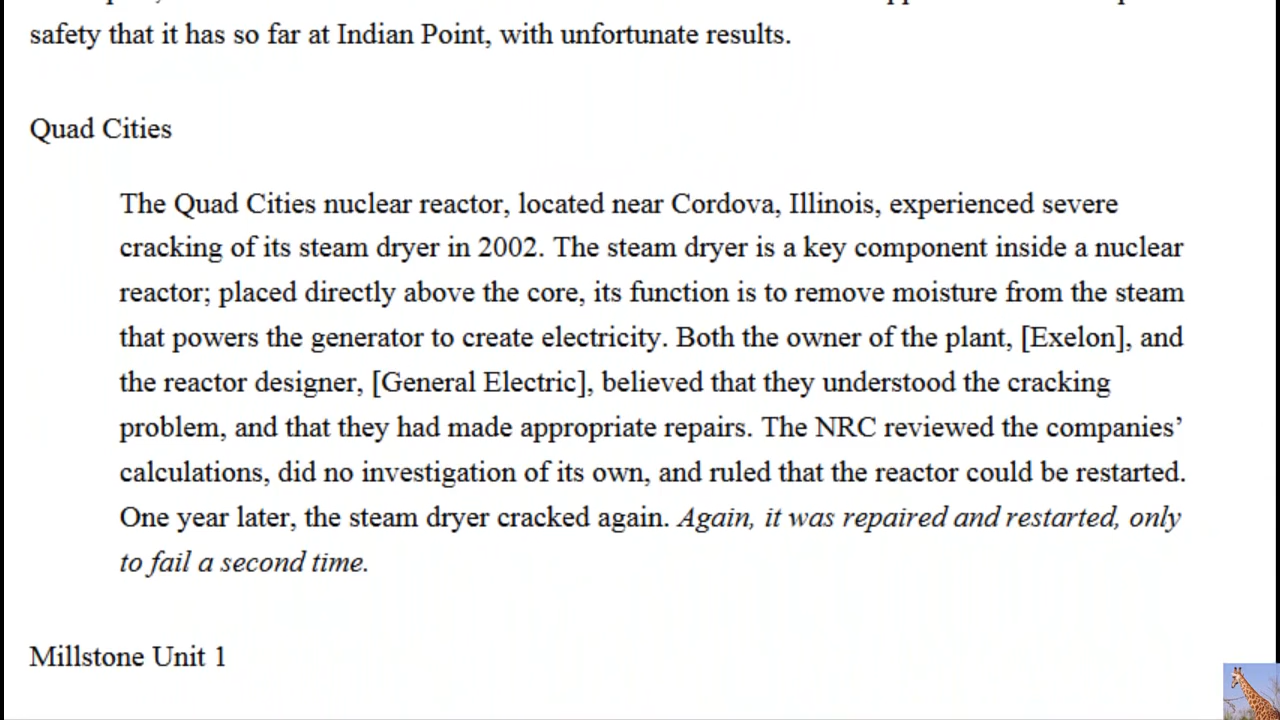 safety that it has so far at Indian Point, with unfortunate results.
Quad Cities
The Quad Cities nuclear reactor, located near Cordova, Illinois, experienced severe
cracking of its steam dryer in 2002. The steam dryer is a key component inside a nuclear
reactor; placed directly above the core, its function is to remove moisture from the steam
that powers the generator to create electricity. Both the owner of the plant, [Exelon], and
the reactor designer, [General Electric], believed that they understood the cracking
problem, and that they had made appropriate repairs. The NRC reviewed the companies’
calculations, did no investigation of its own, and ruled that the reactor could be restarted.
One year later, the steam dryer cracked again. Again, it was repaired and restarted, only
to fail a second time.
Millstone Unit 1